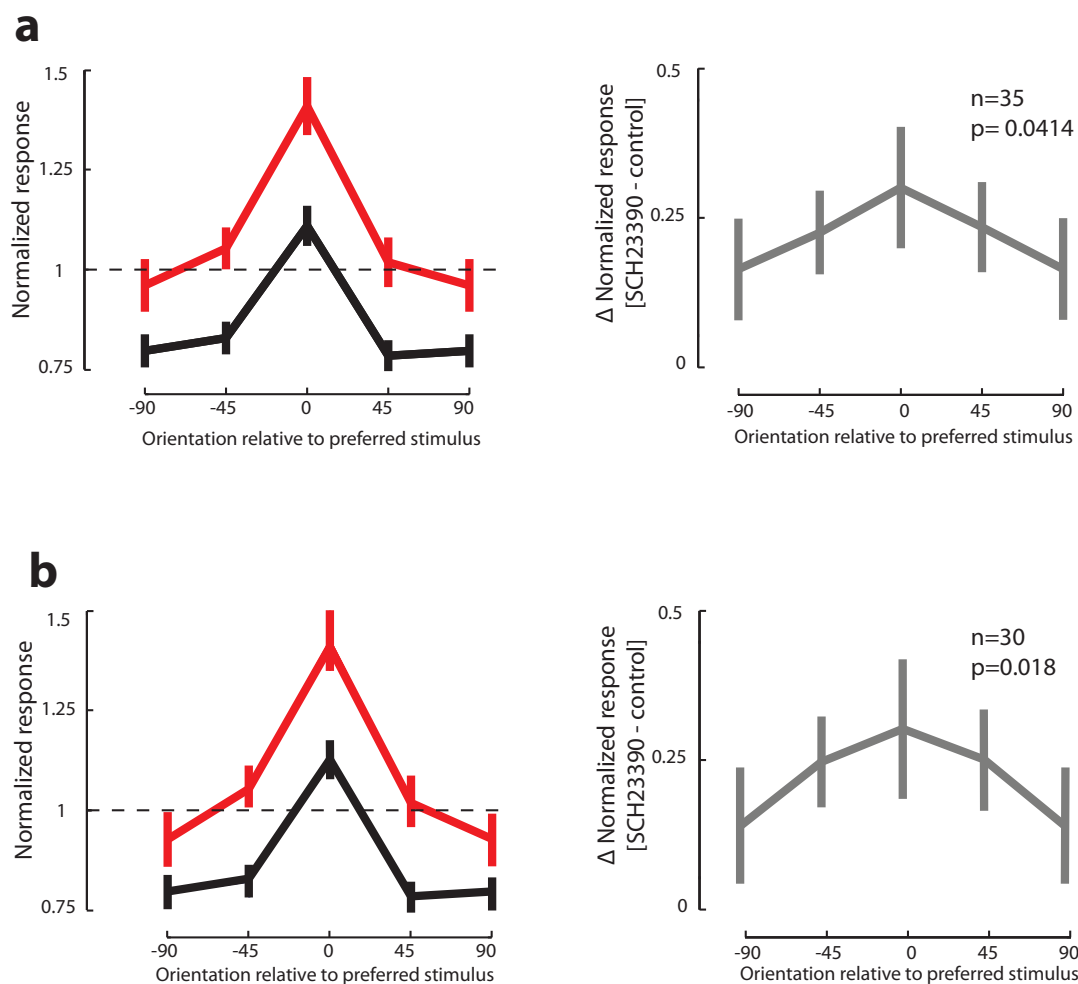 a
1.5
1.25
1
0.75
Normalized response
-90 -45 0 45 90
Orientation relative to preferred stimulus
0.5
0.25
0
Δ Normalized response
[SCH23390 - control]
n=35
p= 0.0414
-90 -45 0 45 90
Orientation relative to preferred stimulus
b
1.5
1.25
1
0.75
Normalized response
-90 -45 0 45 90
Orientation relative to preferred stimulus
0.5
0.25
0
Δ Normalized response
[SCH23390 - control]
n=30
p=0.018
-90 -45 0 45 90
Orientation relative to preferred stimulus